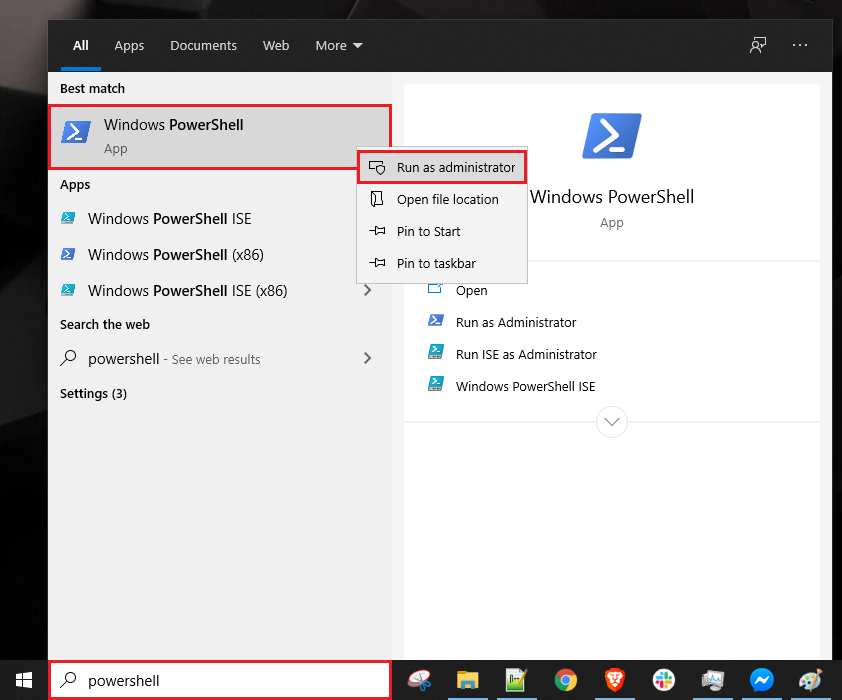 All Apps Documents Web More
Best match
Windows PowerShell
App
Run as administrator
Open file location
Pin to Start
Pin to taskbar
Apps
Windows PowerShell ISE
Windows PowerShell (x86)
Windows PowerShell ISE (x86)
Search the web
powershell - See web results
Settings (3)
Windows PowerShell
App
Open
Run as Administrator
Run ISE as Administrator
Windows PowerShell ISE
powershell